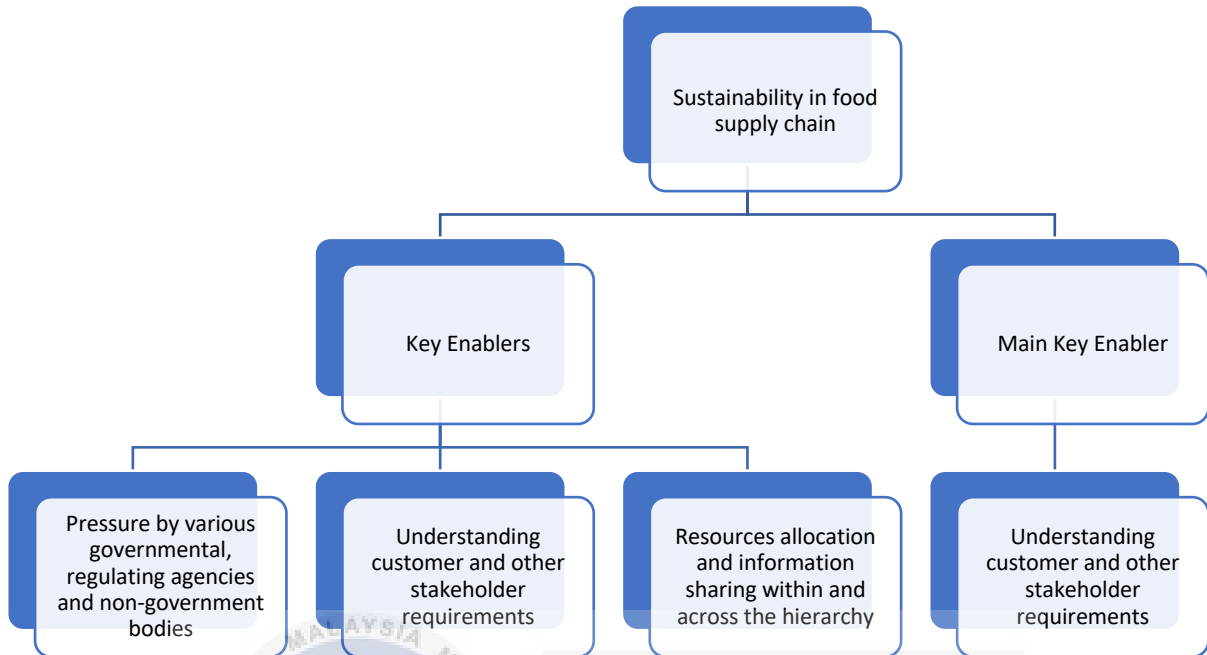 Sustainability in food
supply chain
Key Enablers
Main Key Enabler
Pressure by various
governmental,
regulating agencies
and non-government
bodies
Understanding
customer and other
stakeholder
requirements
Resources allocation
and information
sharing within and
across the hierarchy
Understanding
customer and other
stakeholder
requirements
MALAYSIA